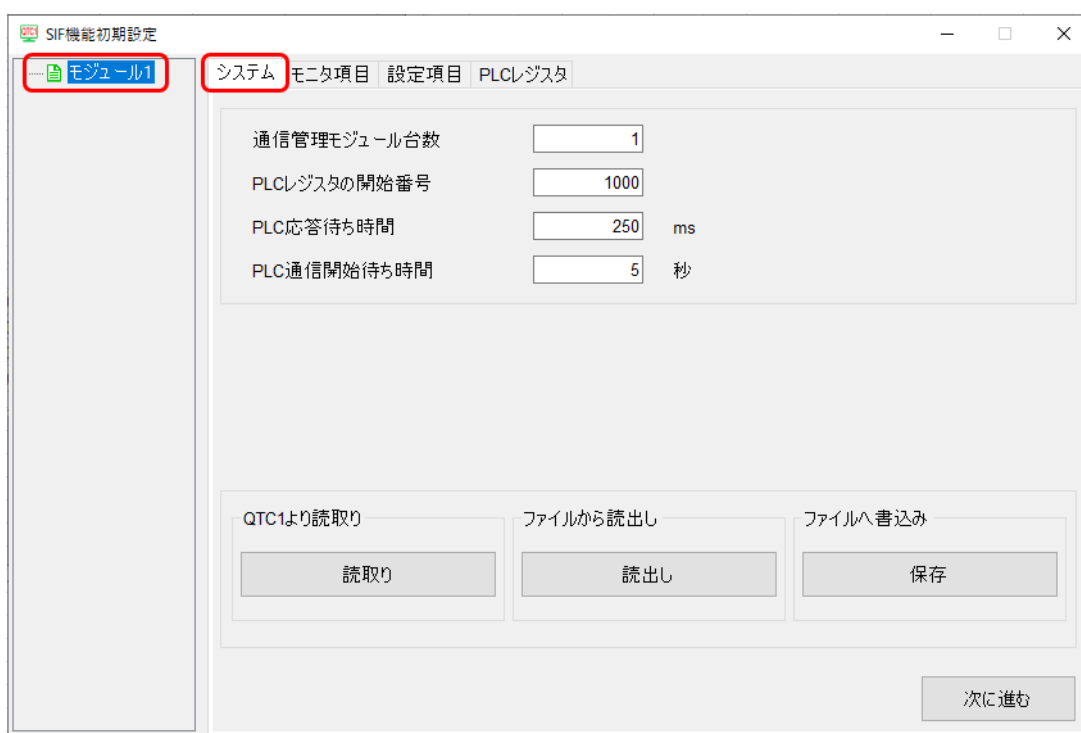 QTC1 SIF機能初期設定
モジュール1
システム モニタ項目 設定項目 PLCレジスタ
通信管理モジュール台数 1
PLCレジスタの開始番号 1000
PLC応答待ち時間 250 ms
PLC通信開始待ち時間 5 秒
QTC1より読取り ファイルから読出し ファイルへ書込み
読取り 読出し 保存
次に進む